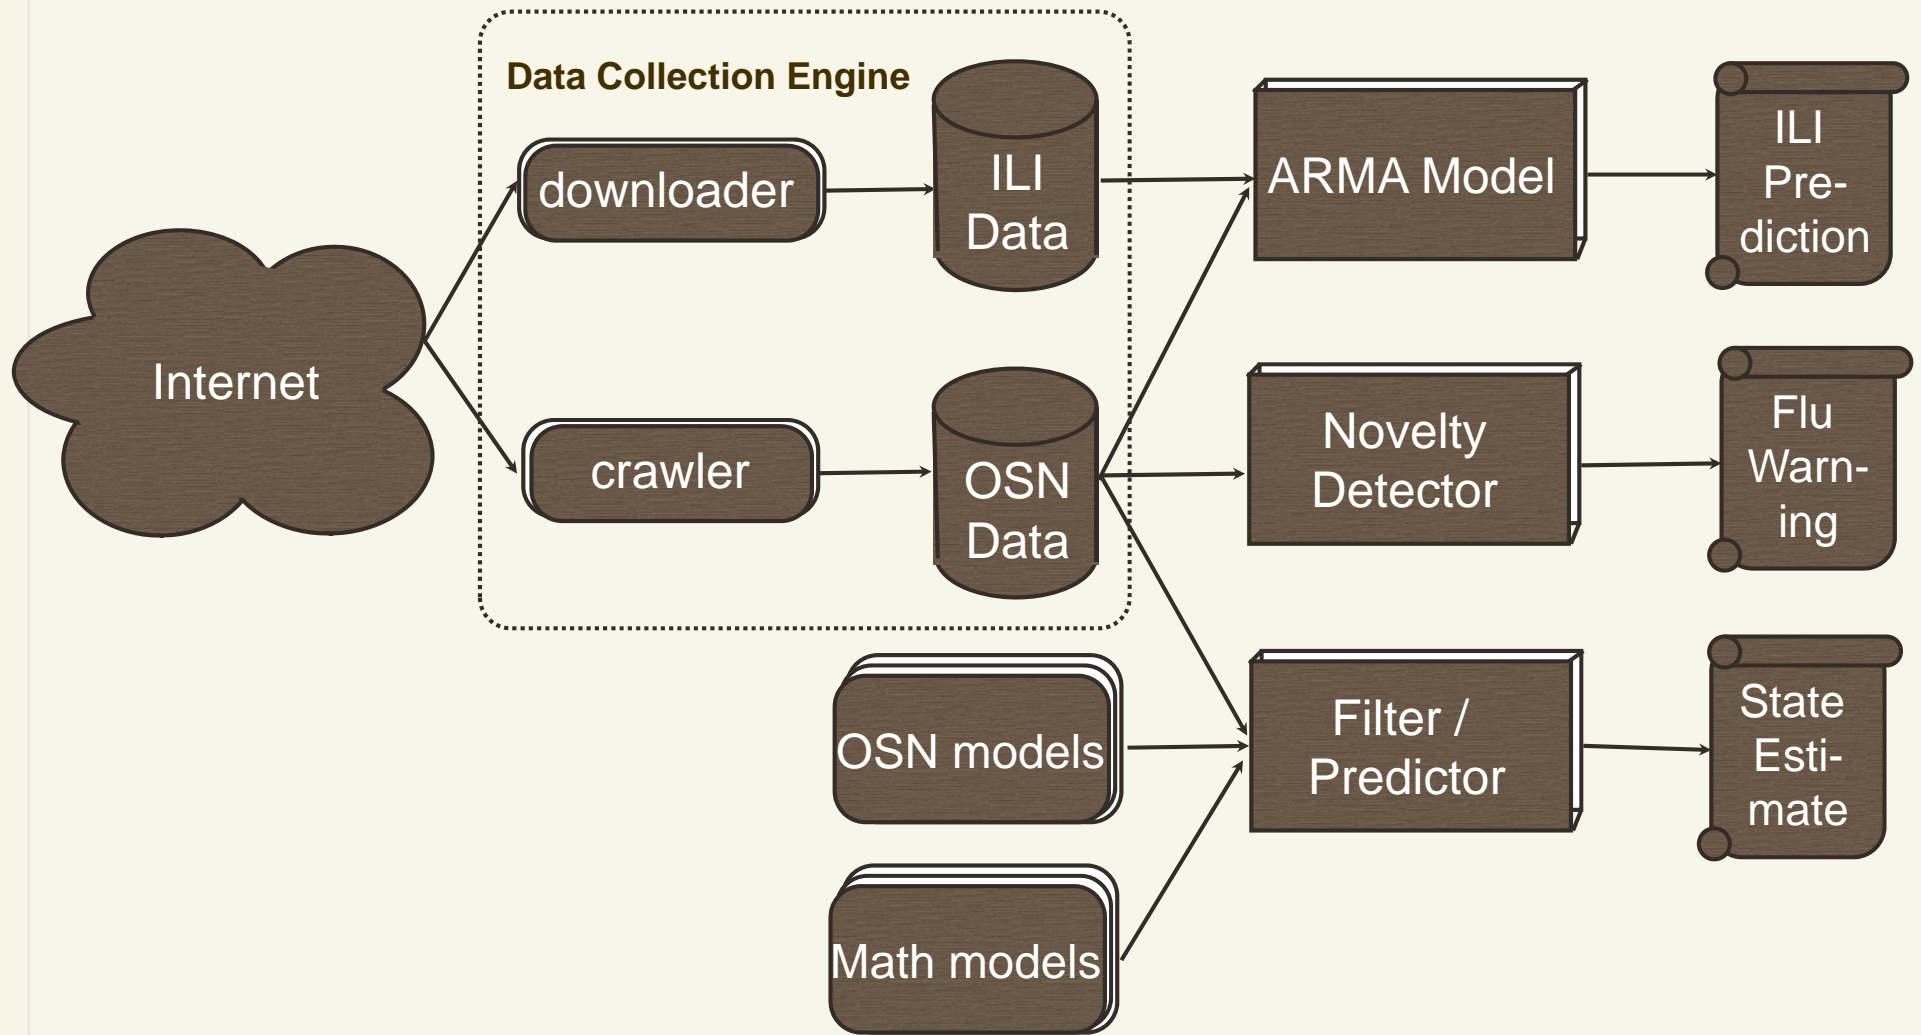 Data Collection Engine
Internet
downloader
crawler
ILI
Data
OSN
Data
ARMA Model
ILI
Pre-
diction
Novelty
Detector
Flu
Warn-
ing
OSN models
Math models
Filter /
Predictor
State
Esti-
mate